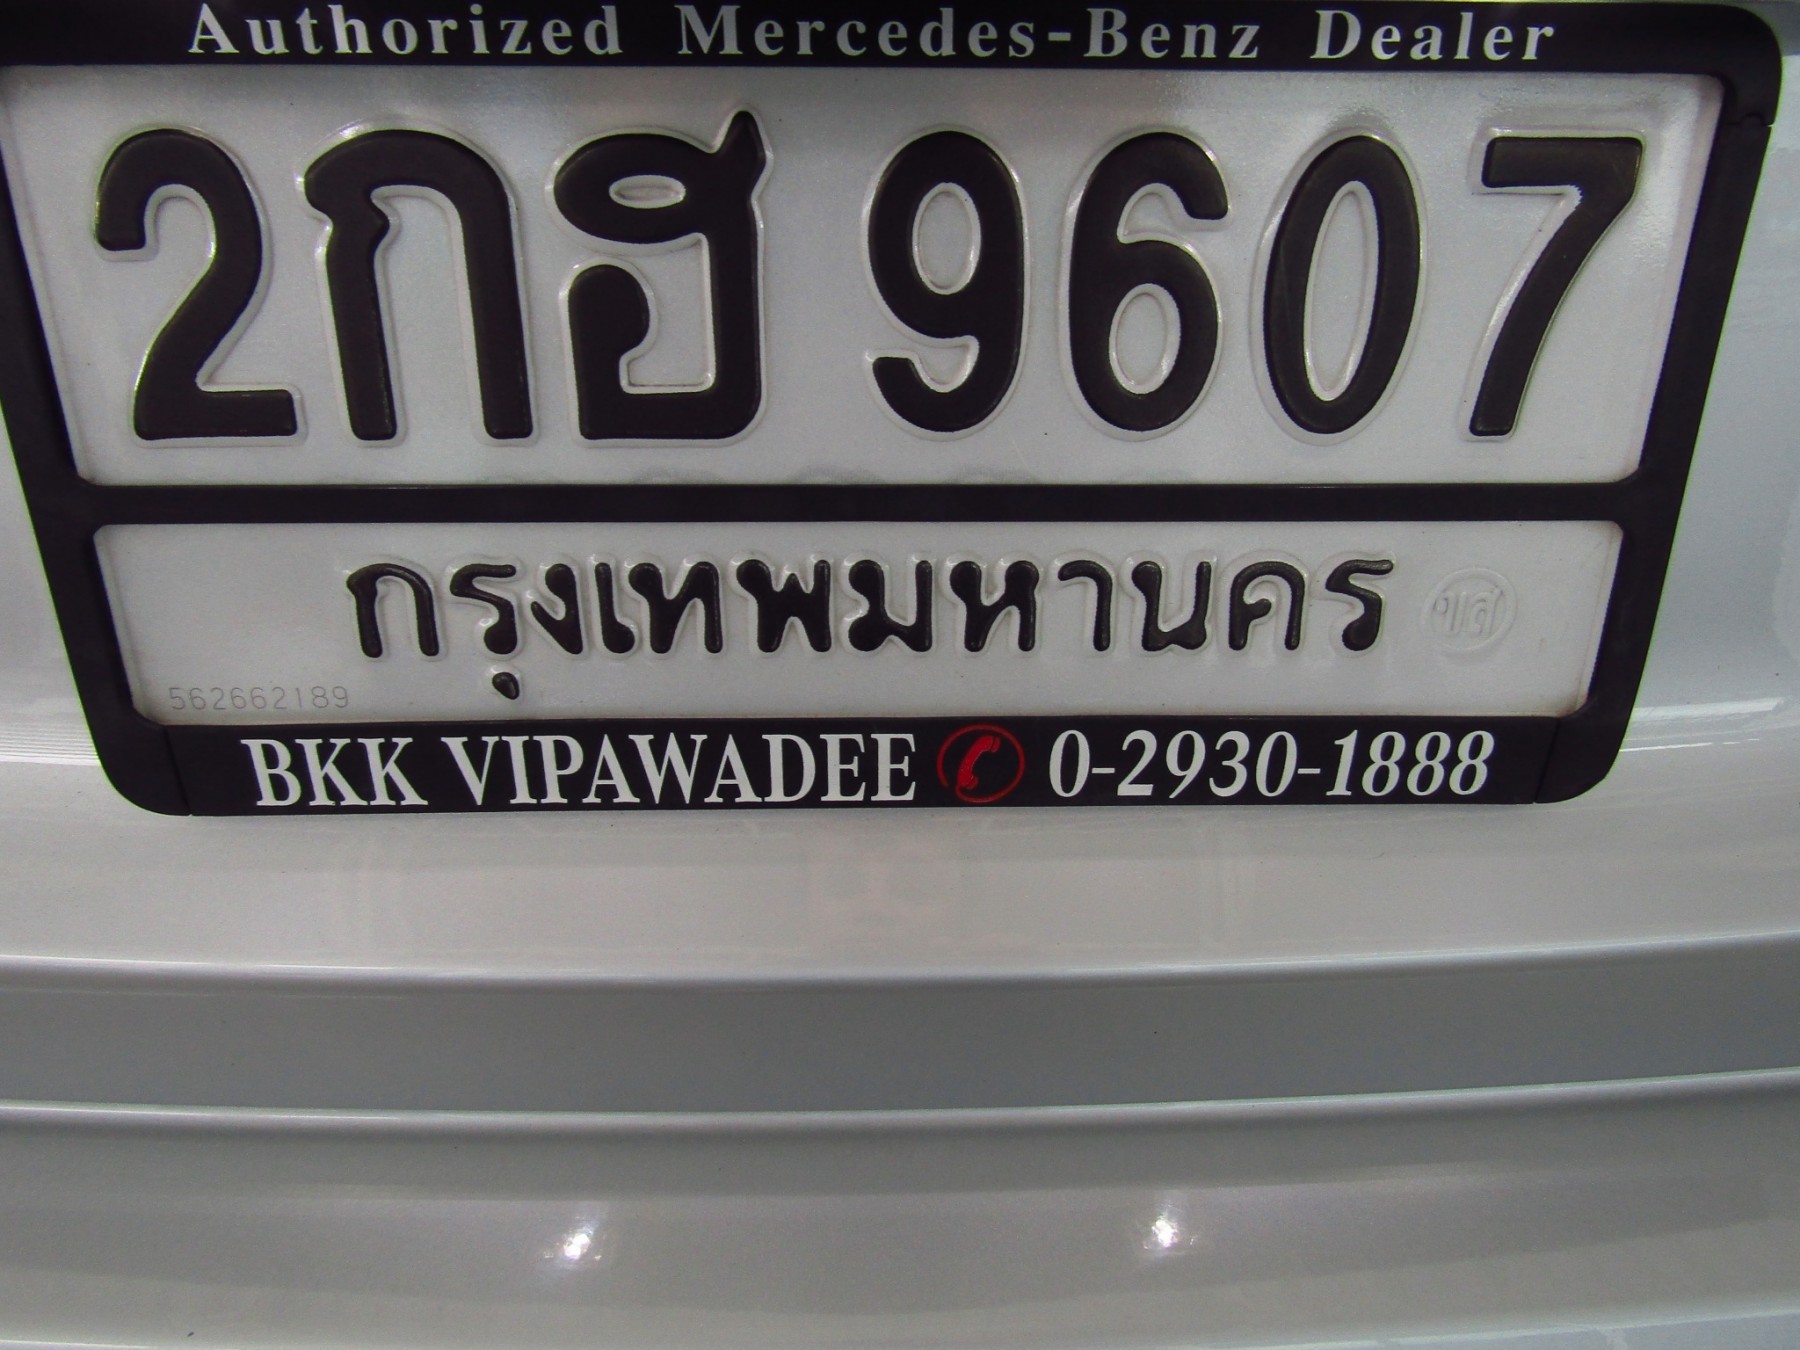 Authorized Mercedes-Benz Dealer
2กฮ 9607
กรุงเทพมหานคร ขส
562662189
BKK VIPAWADEE 0-2930-1888